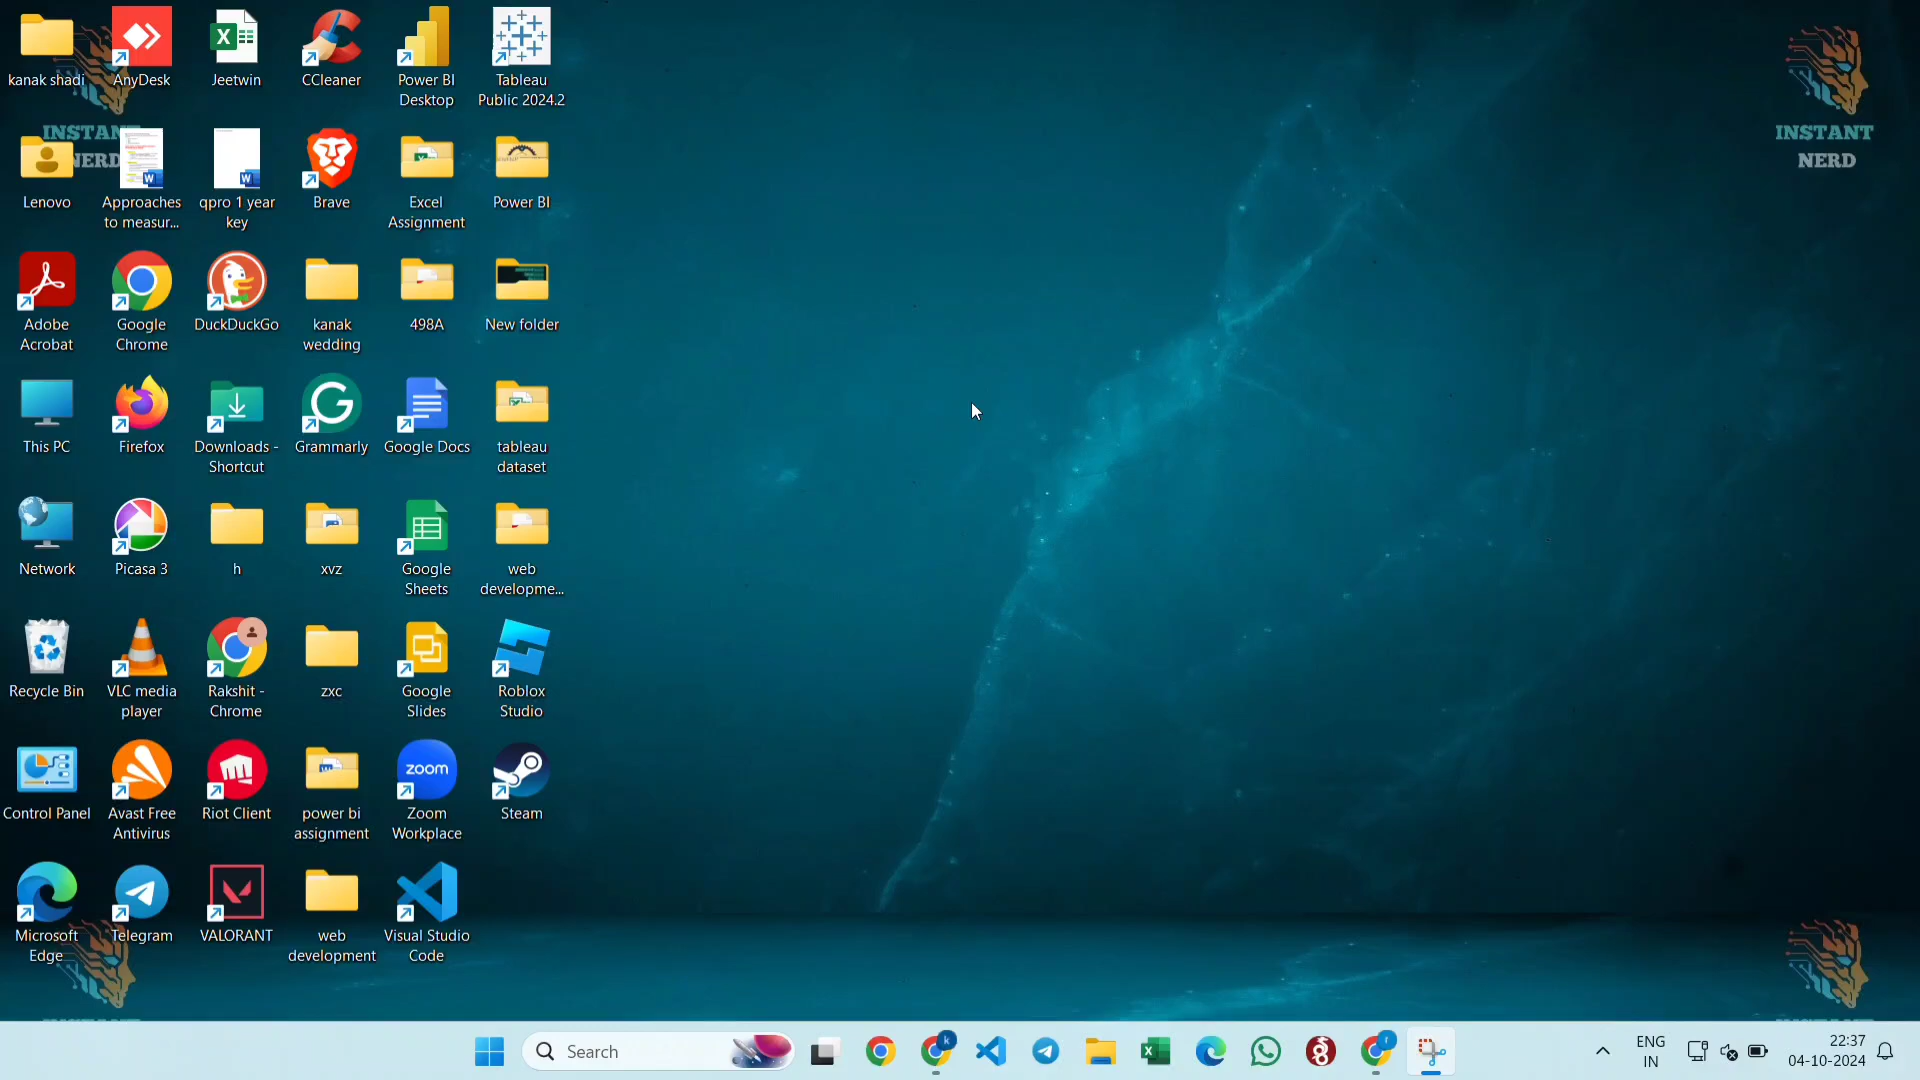 kanak shadi
AnyDesk
Jeetwin
CCleaner
Power BI
Desktop
Tableau
Public 2024.2
INSTANT
NERD
INSTANT
NERD
Lenovo
Approaches
to measur...
qpro 1 year
key
Brave
Excel
Assignment
Power BI
Adobe
Acrobat
Google
Chrome
DuckDuckGo
kanak
wedding
498A
New folder
This PC
Firefox
Downloads -
Shortcut
Grammarly
Google Docs
tableau
dataset
Network
Picasa 3
h
xvz
Google
Sheets
web
developme...
Recycle Bin
VLC media
player
Rakshit -
Chrome
zxc
Google
Slides
Roblox
Studio
Control Panel
Avast Free
Antivirus
Riot Client
power bi
assignment
zoom
Zoom
Workplace
Steam
Microsoft
Edge
Telegram
VALORANT
web
development
Visual Studio
Code
Search
ENG
IN
22:37
04-10-2024